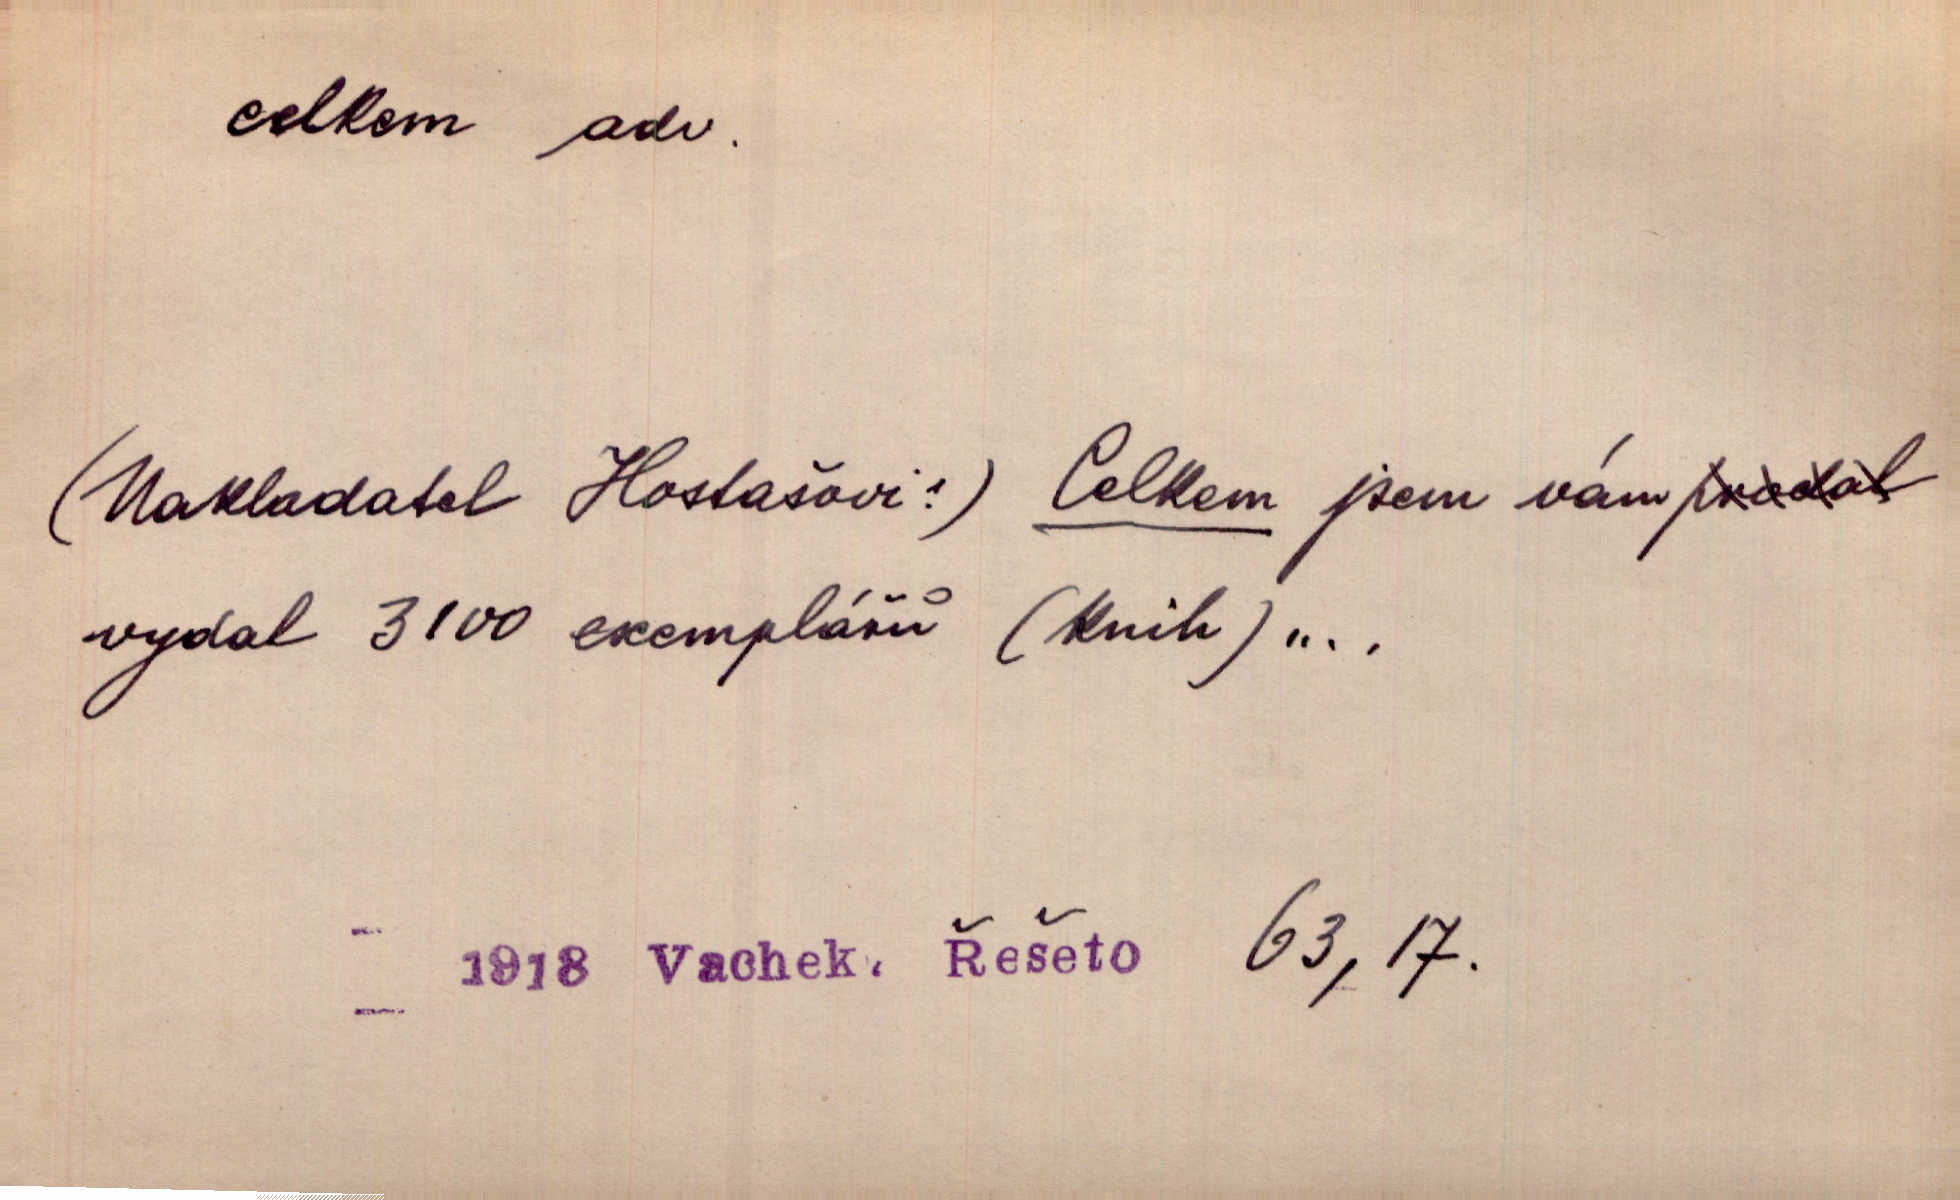 celkem adv.
(Nakladatel Hostašovi:) Celkem jsem vám prodal
vydal 3100 exemplářů (knih)....
1918 Vachek. Řešeto 63, 17.